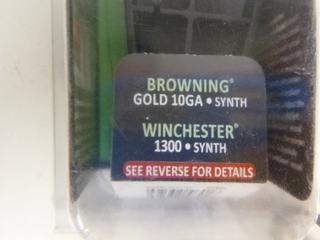 BROWNING®
GOLD 10GA • SYNTH
WINCHESTER®
1300 • SYNTH
SEE REVERSE FOR DETAILS